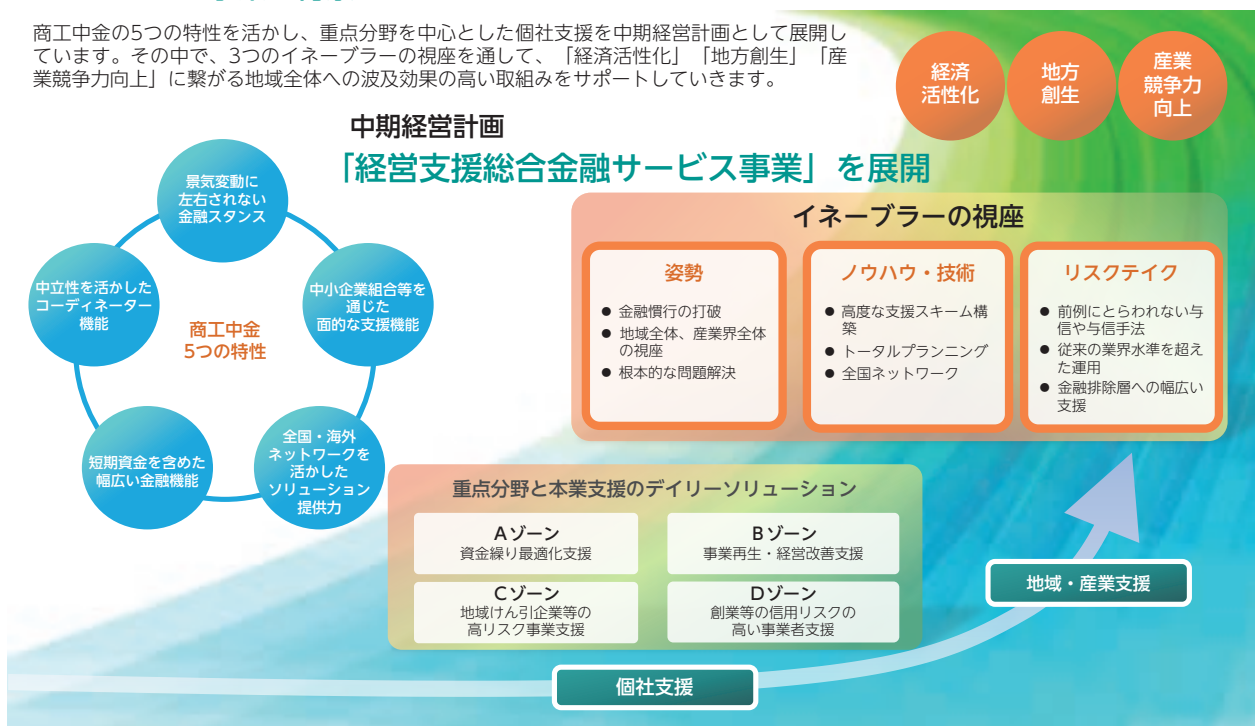 商工中金の5つの特性を活かし、重点分野を中心とした個社支援を中期経営計画として展開し
ています。その中で、3つのイネーブラーの視座を通して、「経済活性化」「地方創生」「産
業競争力向上」に繋がる地域全体への波及効果の高い取組みをサポートしていきます。
経済
活性化
地方
創生
産業
競争力
向上
中期経営計画
「経営支援総合金融サービス事業」を展開
景気変動に
左右されない
金融スタンス
中立性を活かした
コーディネーター
機能
中小企業組合等を
通じた
面的な支援機能
商工中金
5つの特性
短期資金を含めた
幅広い金融機能
全国・海外
ネットワークを
活かした
ソリューション
提供力
イネーブラーの視座
姿勢
● 金融慣行の打破
● 地域全体、産業界全体
の視座
● 根本的な問題解決
ノウハウ・技術
● 高度な支援スキーム構
築
● トータルプランニング
● 全国ネットワーク
リスクテイク
● 前例にとらわれない与
信や与信手法
● 従来の業界水準を超え
た運用
● 金融排除層への幅広い
支援
重点分野と本業支援のデイリーソリューション
Aゾーン
資金繰り最適化支援
Bゾーン
事業再生・経営改善支援
Cゾーン
地域けん引企業等の
高リスク事業支援
Dゾーン
創業等の信用リスクの
高い事業者支援
地域・産業支援
個社支援